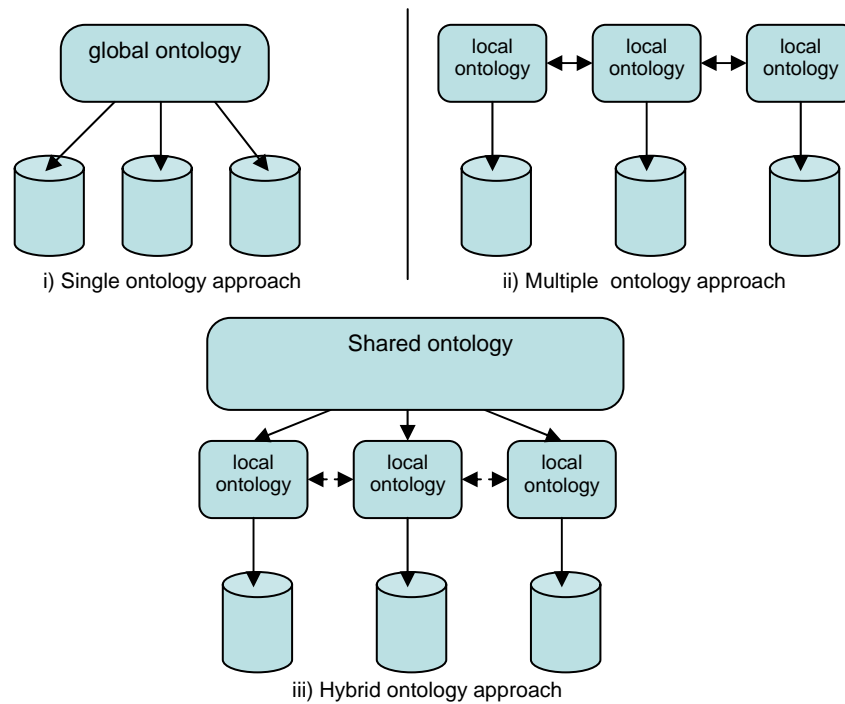 global ontology
i) Single ontology approach
local
ontology
local
ontology
local
ontology
ii) Multiple ontology approach
Shared ontology
local
ontology
local
ontology
local
ontology
iii) Hybrid ontology approach